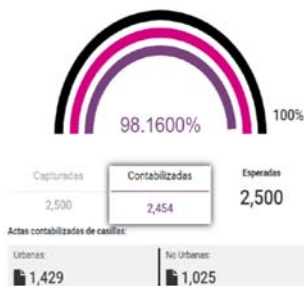 98.1600%
100%
Capturadas
Contabilizadas
Esperadas
2,500
2,454
2,500
Actas contabilizadas de casillas:
Urbanas:
No Urbanas:
1,429
1,025